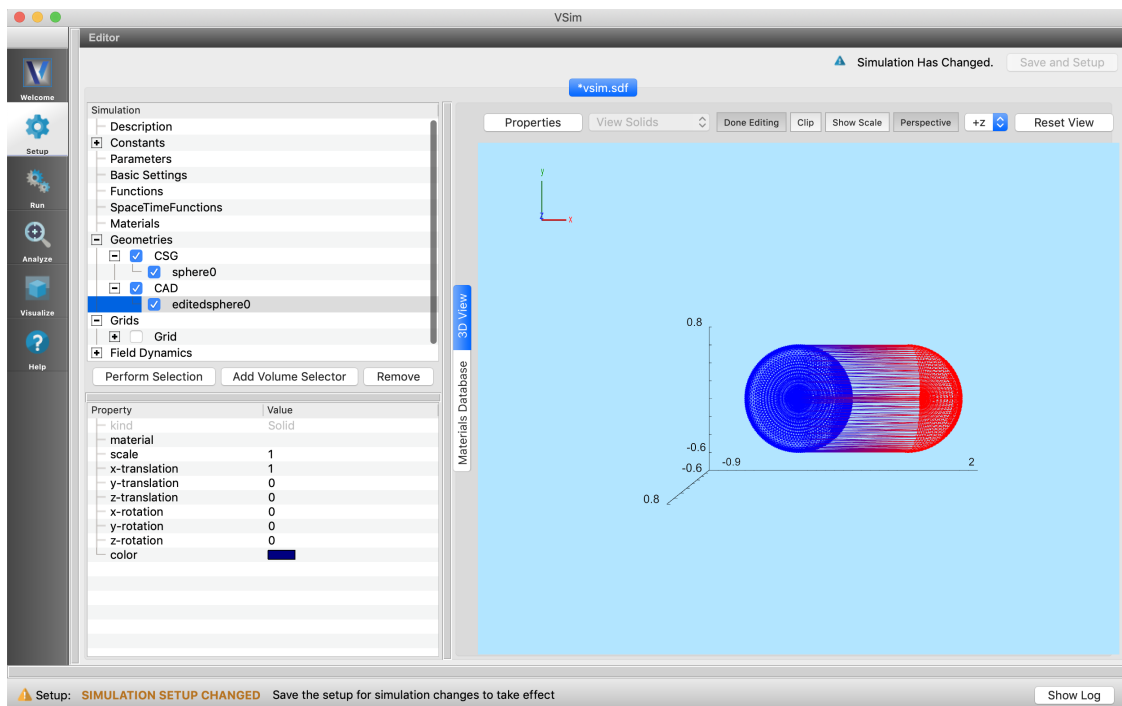 VSim
Editor
Simulation Has Changed. Save and Setup
*vsim.sdf
Welcome
Setup
Run
Analyze
Visualize
Help
Simulation
Description
Constants
Parameters
Basic Settings
Functions
SpaceTimeFunctions
Materials
Geometries
CSG
sphere0
CAD
editedsphere0
Grids
Grid
Field Dynamics
Perform Selection Add Volume Selector Remove
Property Value
kind Solid
material
scale 1
x-translation 1
y-translation 0
z-translation 0
x-rotation 0
y-rotation 0
z-rotation 0
color
3D View
Materials Database
Properties View Solids Done Editing Clip Show Scale Perspective +z Reset View
y
z x
0.8
-0.6
-0.6 -0.9 2
0.8
Setup: SIMULATION SETUP CHANGED Save the setup for simulation changes to take effect Show Log